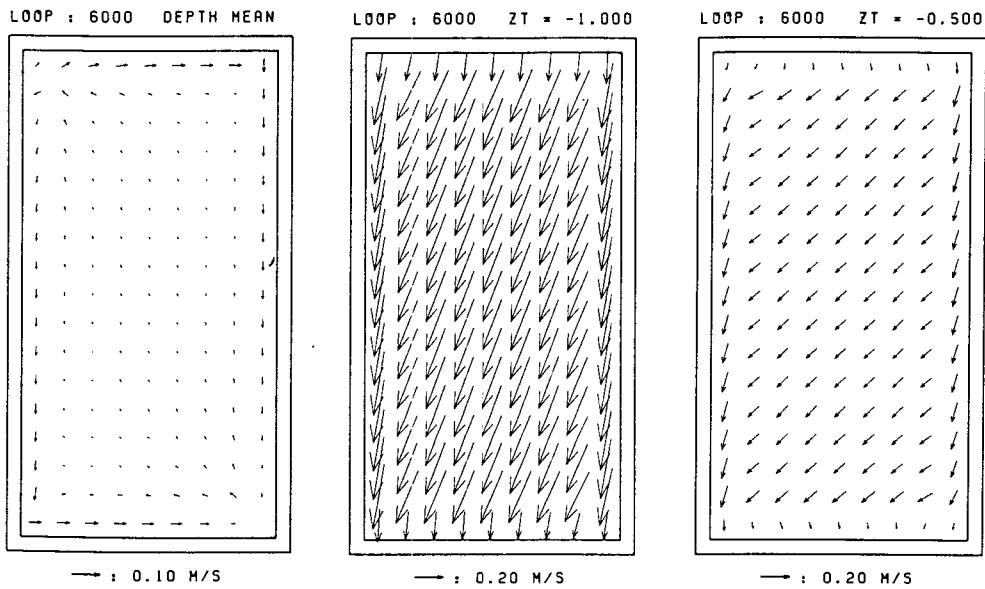 LOOP : 6000 DEPTH MEAN
LOOP : 6000 ZT = -1.000
LOOP : 6000 ZT = -0.500
: 0.10 M/S
: 0.20 M/S
: 0.20 M/S